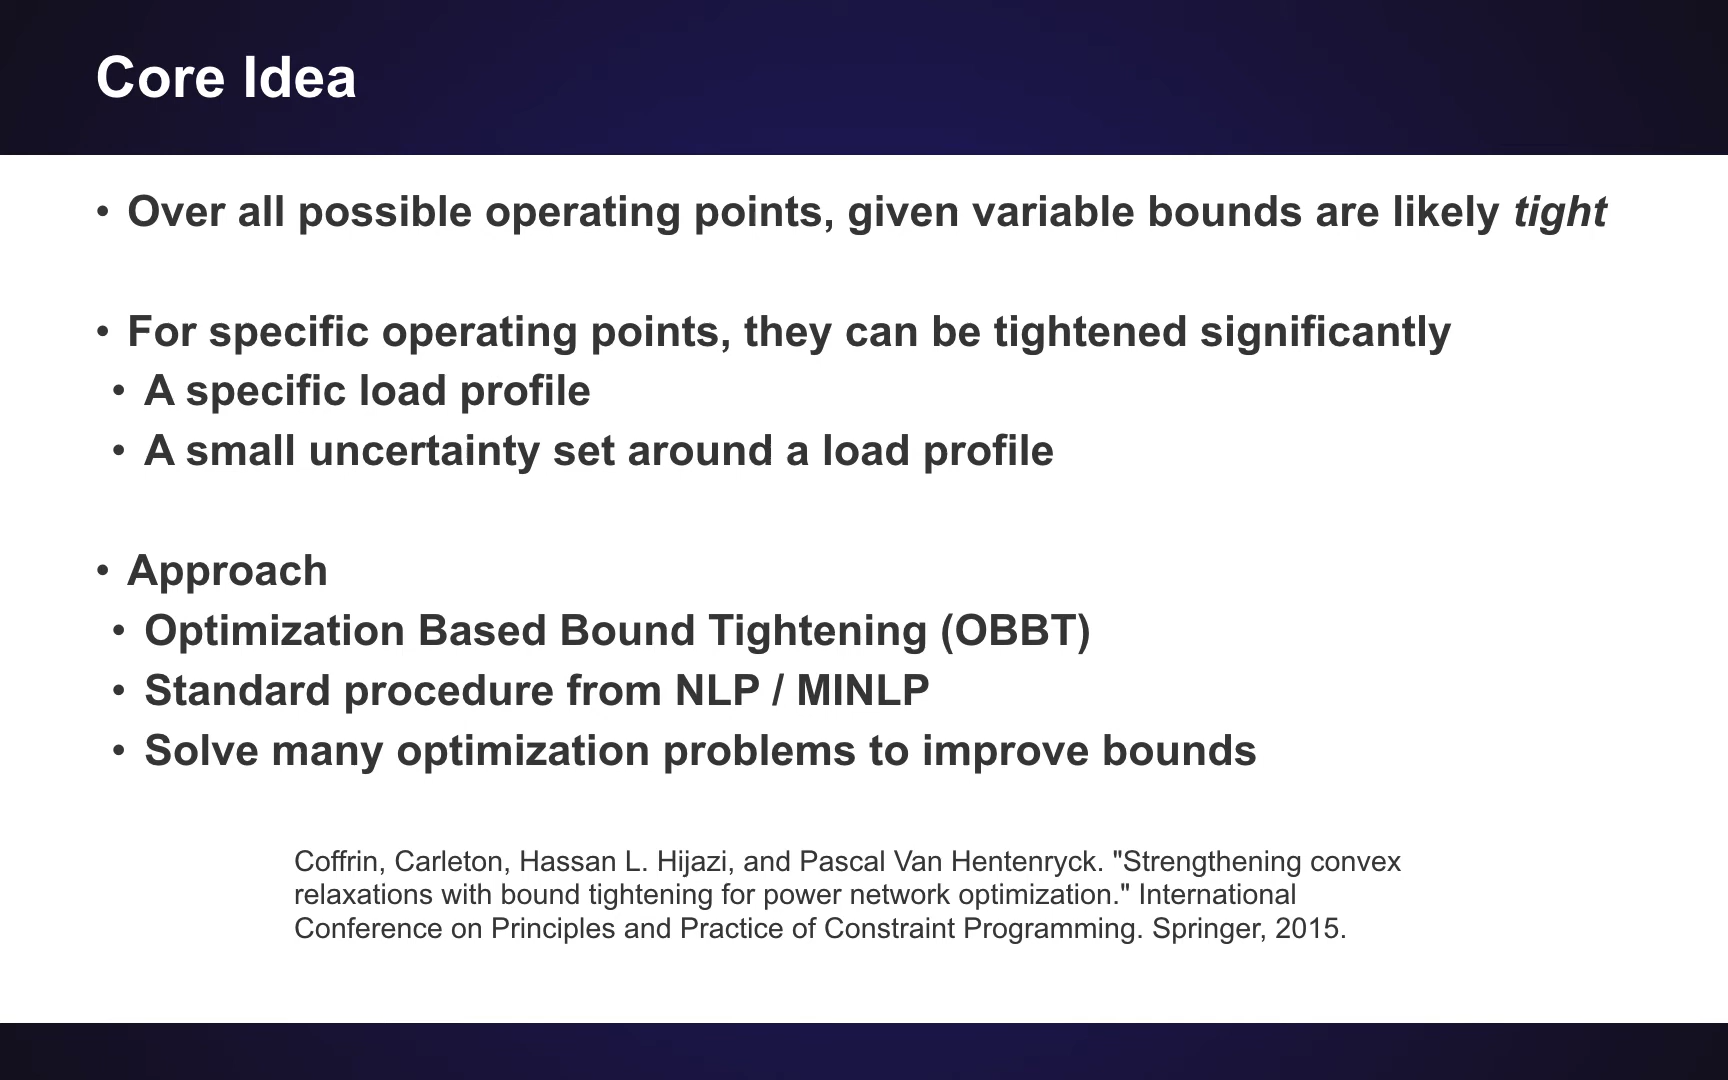 Core Idea
• Over all possible operating points, given variable bounds are likely tight
• For specific operating points, they can be tightened significantly
• A specific load profile
• A small uncertainty set around a load profile
• Approach
• Optimization Based Bound Tightening (OBBT)
• Standard procedure from NLP / MINLP
• Solve many optimization problems to improve bounds
Coffrin, Carleton, Hassan L. Hijazi, and Pascal Van Hentenryck. "Strengthening convex
relaxations with bound tightening for power network optimization." International
Conference on Principles and Practice of Constraint Programming. Springer, 2015.